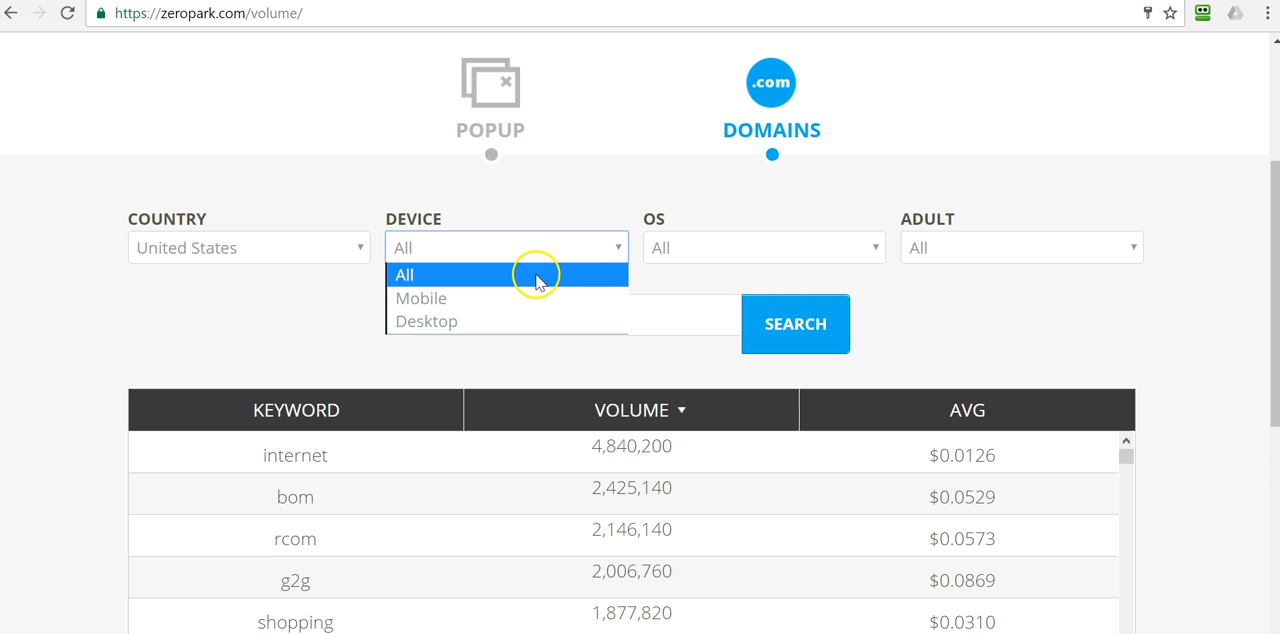 https://zeropark.com/volume/
.com
POPUP DOMAINS
COUNTRY DEVICE OS ADULT
United States All All All
All
Mobile
Desktop
SEARCH
KEYWORD VOLUME AVG
internet 4,840,200 $0.0126
bom 2,425,140 $0.0529
rcom 2,146,140 $0.0573
g2g 2,006,760 $0.0869
shopping 1,877,820 $0.0310